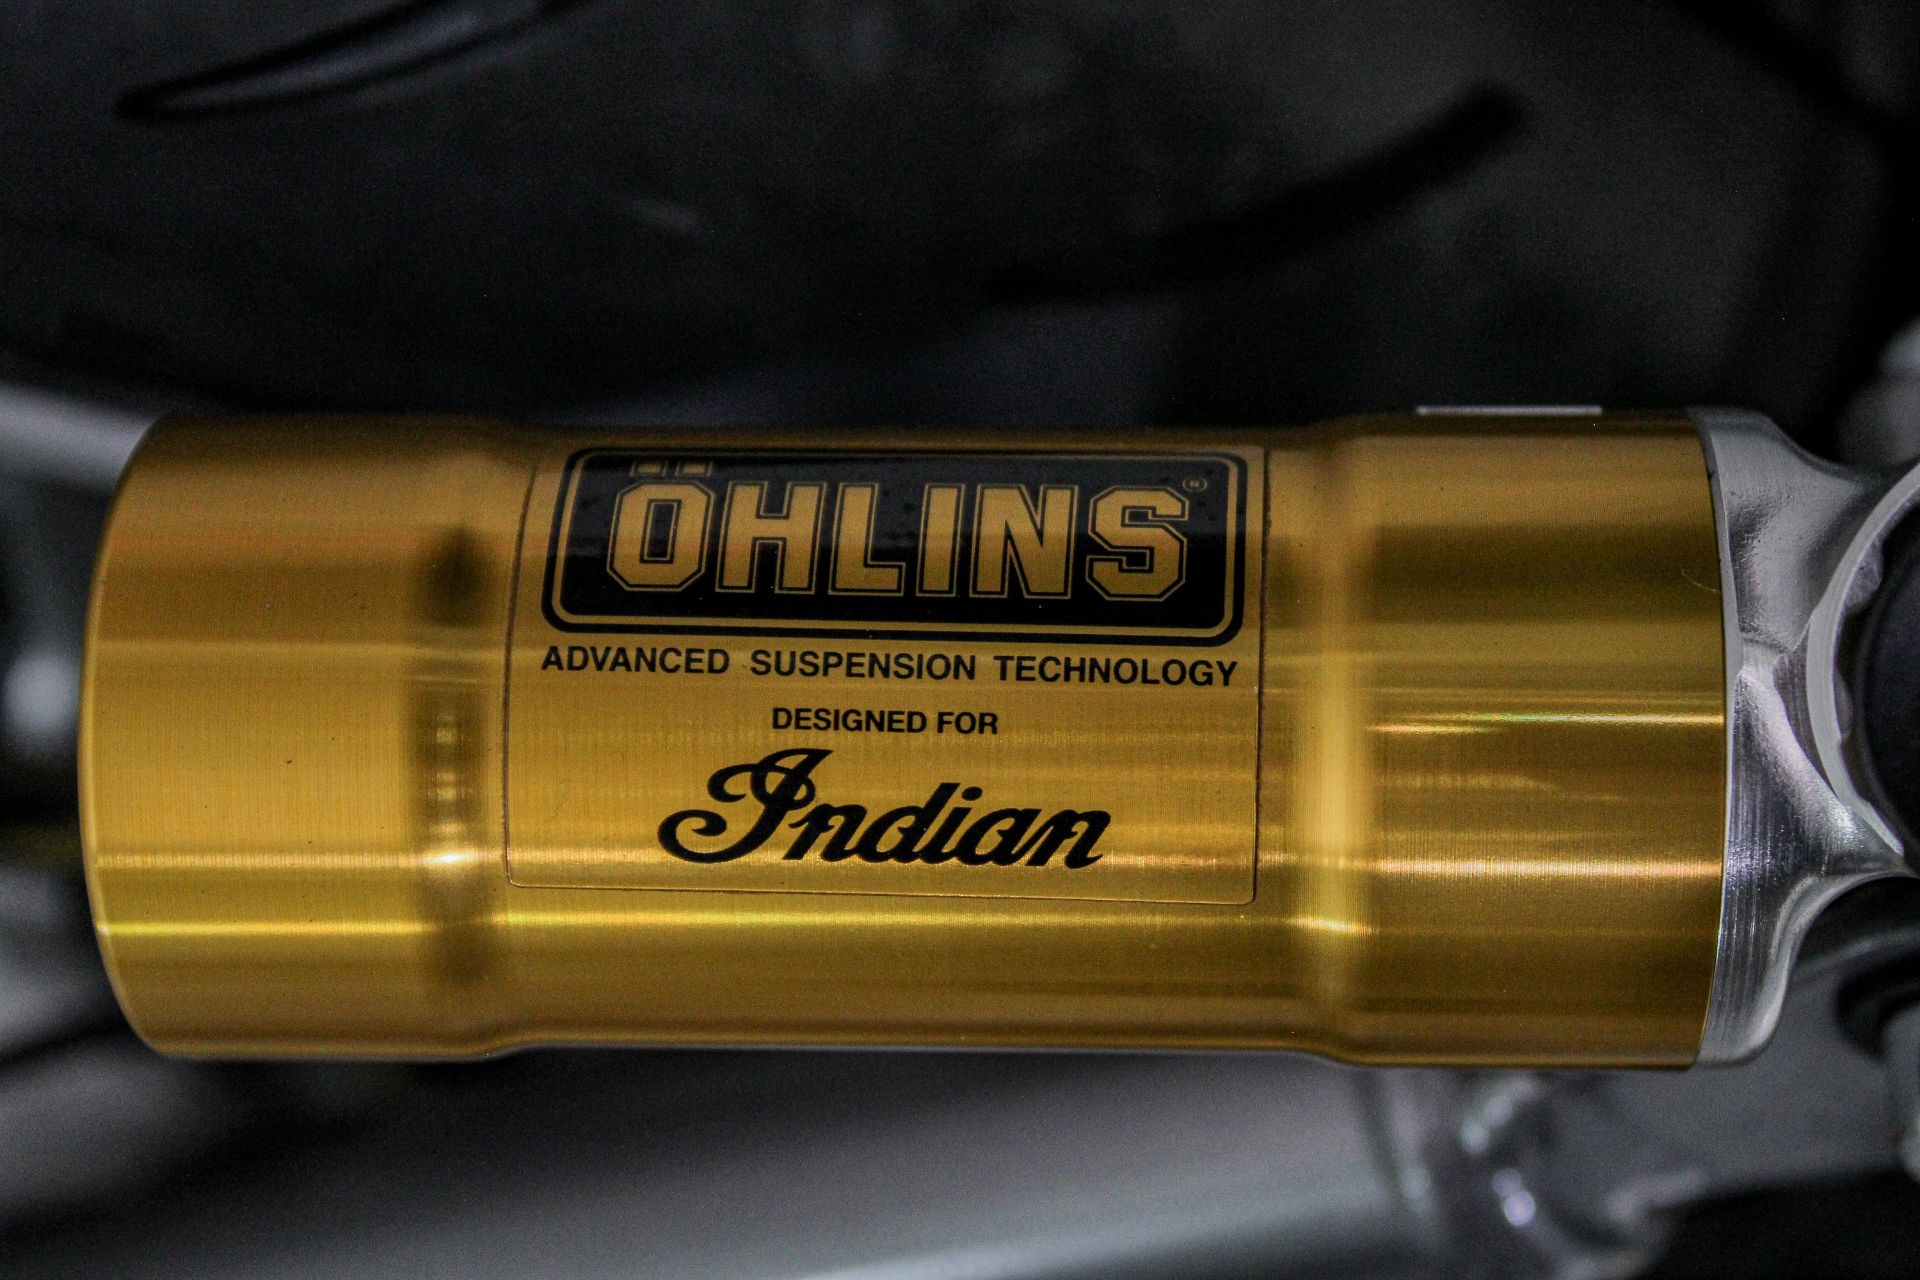 ÖHLINS®
ADVANCED SUSPENSION TECHNOLOGY
DESIGNED FOR
Indian